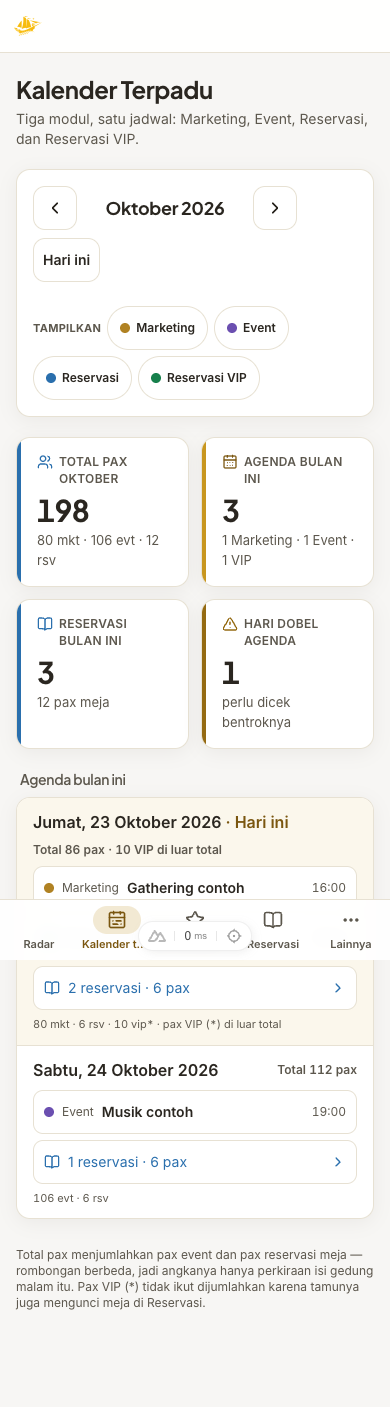 Kalender Terpadu
Tiga modul, satu jadwal: Marketing, Event, Reservasi,
dan Reservasi VIP.
Oktober 2026
Hari ini
TAMPILKAN
Marketing
Event
Reservasi
Reservasi VIP
TOTAL PAX
OKTOBER
198
80 mkt · 106 evt · 12
rsv
AGENDA BULAN
INI
3
1 Marketing · 1 Event ·
1 VIP
RESERVASI
BULAN INI
3
12 pax meja
HARI DOBEL
AGENDA
1
perlu dicek
bentroknya
Agenda bulan ini
Jumat, 23 Oktober 2026 · Hari ini
Total 86 pax · 10 VIP di luar total
Marketing Gathering contoh 16:00
Radar
Kalender t...
0 ms
Reservasi
Lainnya
2 reservasi · 6 pax
80 mkt · 6 rsv · 10 vip* · pax VIP (*) di luar total
Sabtu, 24 Oktober 2026 Total 112 pax
Event Musik contoh 19:00
1 reservasi · 6 pax
106 evt · 6 rsv
Total pax menjumlahkan pax event dan pax reservasi meja —
rombongan berbeda, jadi angkanya hanya perkiraan isi gedung
malam itu. Pax VIP (*) tidak ikut dijumlahkan karena tamunya
juga mengunci meja di Reservasi.